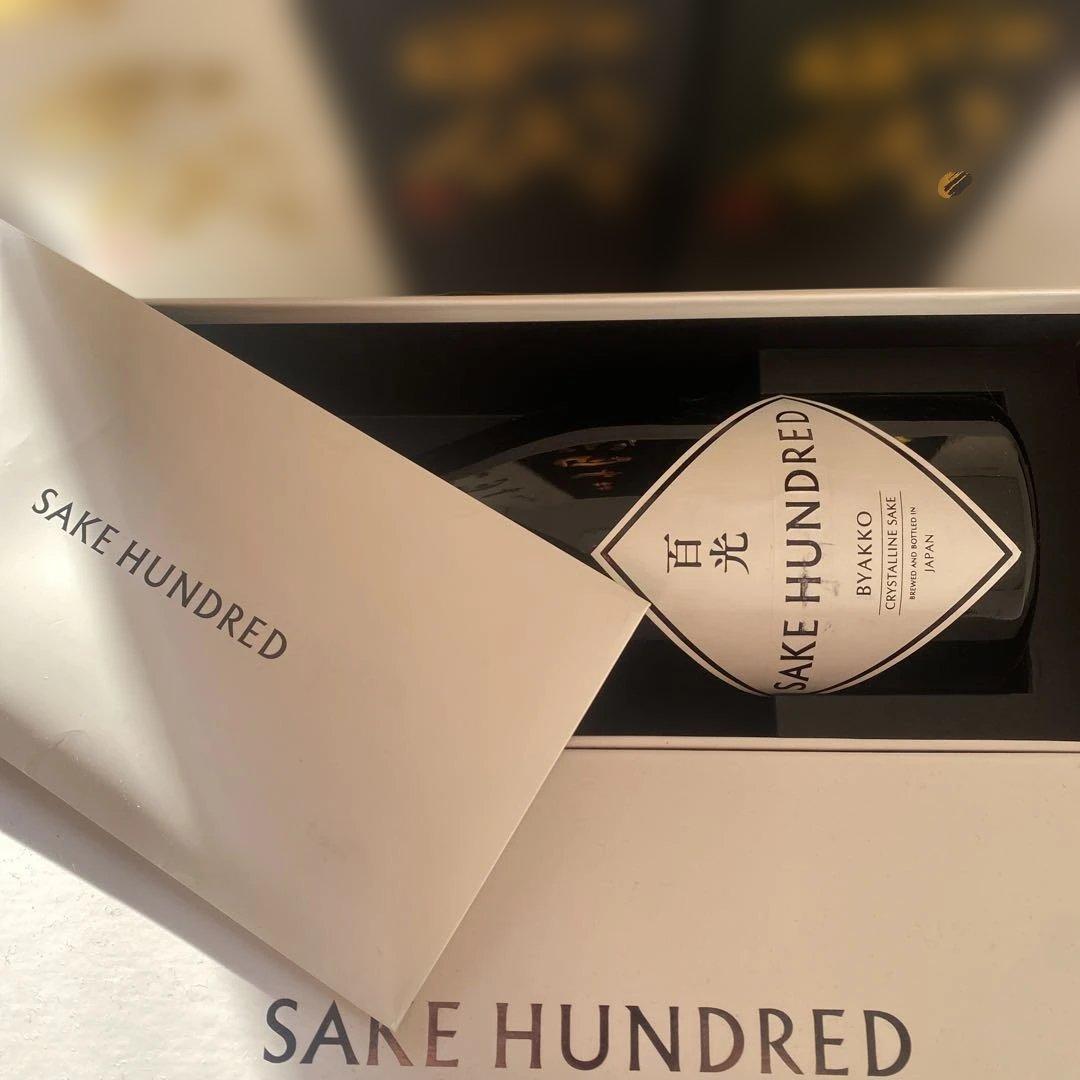 SAKE HUNDRED
百光
SAKE HUNDRED
BYAKKO
CRYSTALLINE SAKE
BREWED AND BOTTLED IN
JAPAN
SAKE HUNDRED